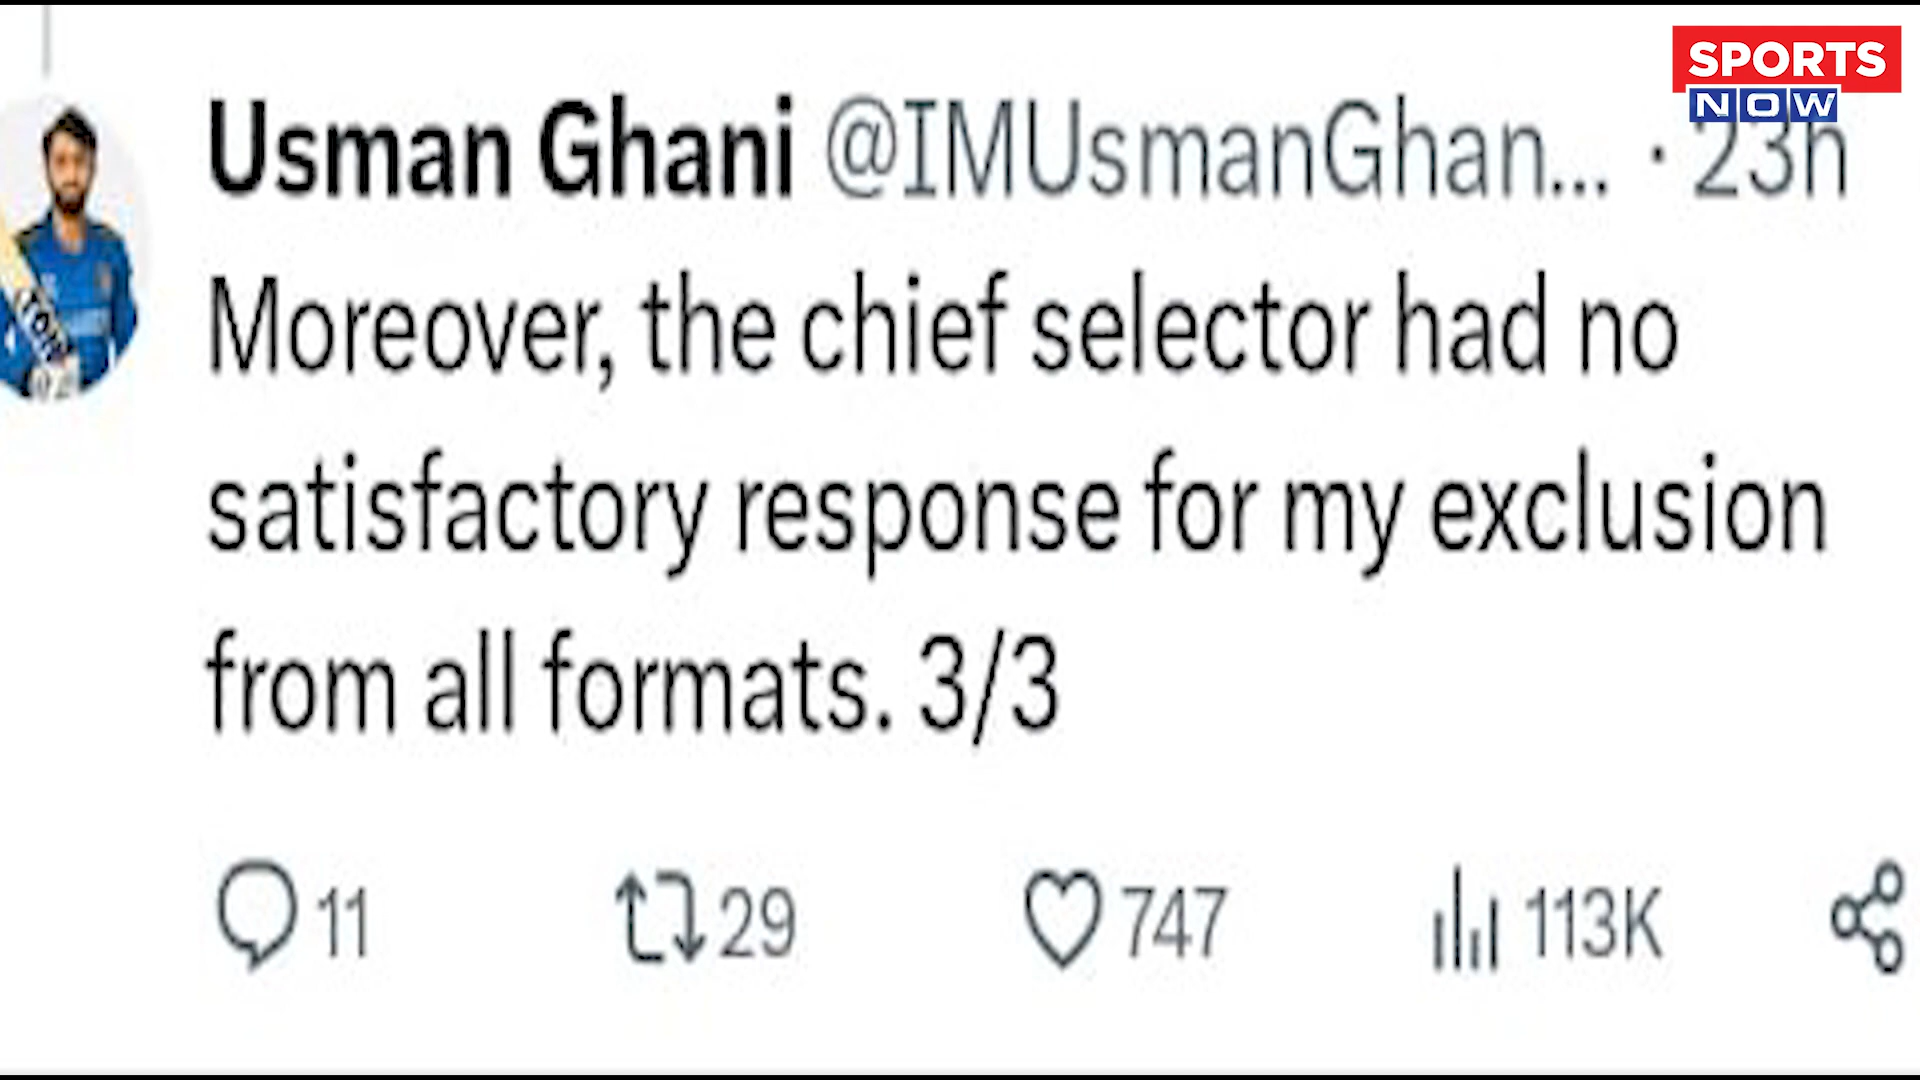 SPORTS
NOW
Usman Ghani @IMUsmanGhan... · 23h
Moreover, the chief selector had no
satisfactory response for my exclusion
from all formats. 3/3
11 29 747 113K